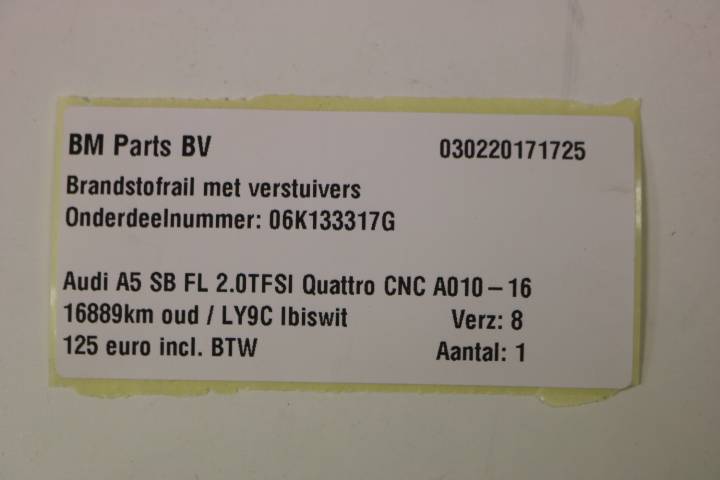 BM Parts BV 030220171725
Brandstofrail met verstuivers
Onderdeelnummer: 06K133317G
Audi A5 SB FL 2.0TFSI Quattro CNC A010-16
16889km oud / LY9C Ibiswit Verz: 8
125 euro incl. BTW Aantal: 1